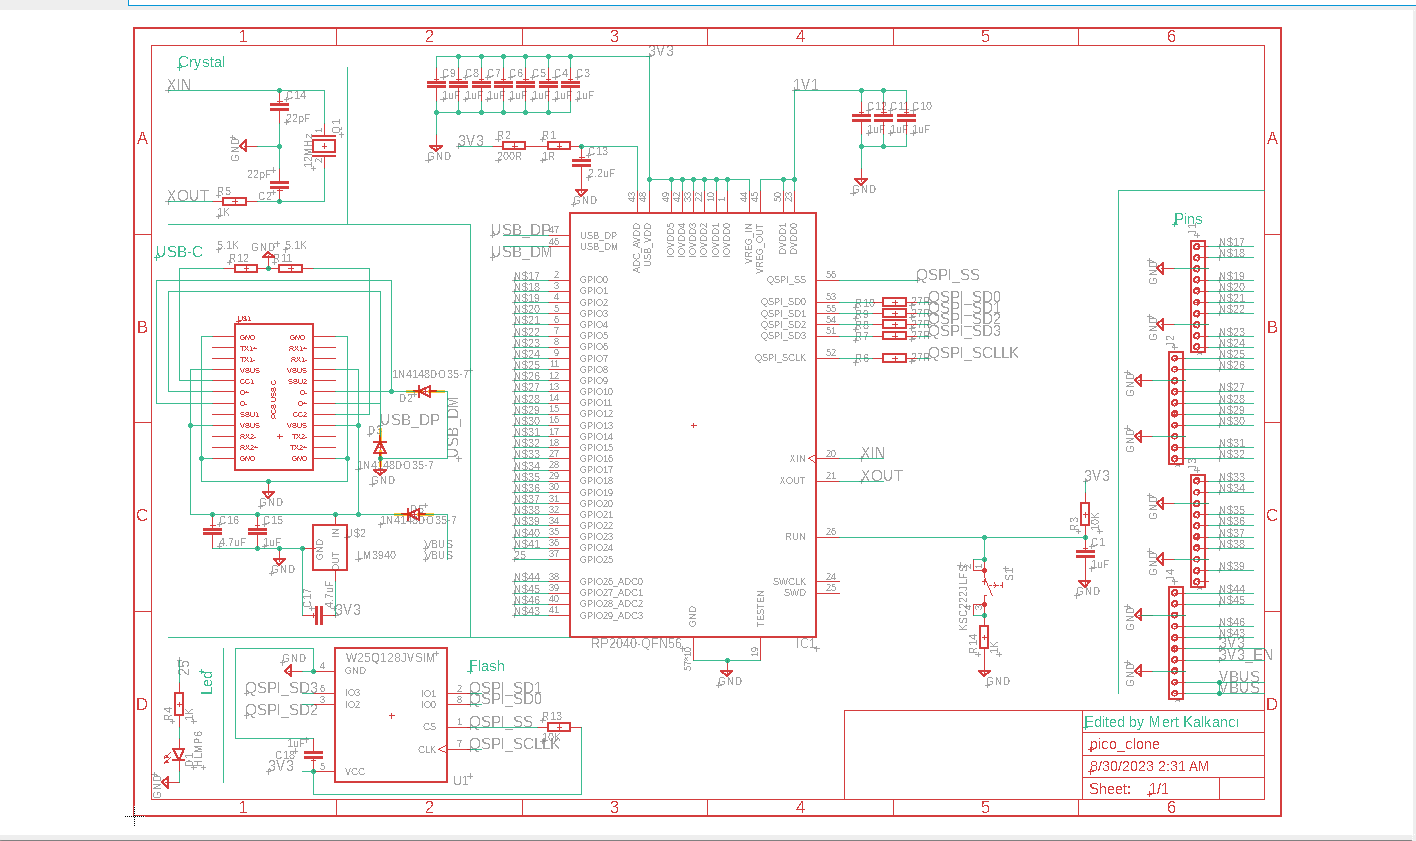 1 2 3 4 5 6
Crystal
XIN
C14
22pF
GND
12MHz
Q1
22pF
C2
XOUT
R5
1K
C9 C8 C7 C6 C5 C4 C3
1uF 1uF 1uF 1uF 1uF 1uF 1uF
3V3
GND
3V3
R2
200R
R1
1R
C13
2.2uF
GND
1V1
C12 C11 C10
1uF 1uF 1uF
GND
A
A
USB-C
5.1K
GND
5.1K
R12
R11
US1
GND GND
TX1+ RX1+
TX1- RX1-
VBUS VBUS
CC1 SBU2
D+ D-
D- D+
SBU1 CC2
VBUS VBUS
RX2- TX2-
RX2+ TX2+
GND GND
PCB USB-C
GND
1N4148DO35-7
D2
USB_DP
USB_DM
D3
1N4148DO35-7
GND
1N4148DO35-7
C16
4.7uF
C15
1uF
GND
US2
GND
IN
OUT
LM3940
VBUS
VBUS
C17
4.7uF
3V3
B
B
C
C
43 48 49 42 33 22 10 1 44 45 50 23
ADC_AVDD
USB_VDD
IOVDD5
IOVDD4
IOVDD3
IOVDD2
IOVDD1
IOVDD0
VREG_IN
VREG_OUT
DVDD1
DVDD0
USB_DP 47 USB_DP
USB_DM 46 USB_DM
N$17 2 GPIO0
N$18 3 GPIO1
N$19 4 GPIO2
N$20 5 GPIO3
N$21 6 GPIO4
N$22 7 GPIO5
N$23 8 GPIO6
N$24 9 GPIO7
N$25 11 GPIO8
N$26 12 GPIO9
N$27 13 GPIO10
N$28 14 GPIO11
N$29 15 GPIO12
N$30 16 GPIO13
N$31 17 GPIO14
N$32 18 GPIO15
N$33 27 GPIO16
N$34 28 GPIO17
N$35 29 GPIO18
N$36 30 GPIO19
N$37 31 GPIO20
N$38 32 GPIO21
N$39 34 GPIO22
N$40 35 GPIO23
N$41 36 GPIO24
25 37 GPIO25
N$44 38 GPIO26_ADC0
N$45 39 GPIO27_ADC1
N$46 40 GPIO28_ADC2
N$43 41 GPIO29_ADC3
QSPI_SS 56 QSPI_SS
QSPI_SD0 53 R10 27R QSPI_SD0
QSPI_SD1 55 R9 27R QSPI_SD1
QSPI_SD2 54 R8 27R QSPI_SD2
QSPI_SD3 51 R7 27R QSPI_SD3
QSPI_SCLK 52 R6 27R QSPI_SCLLK
XIN 20 XIN
XOUT 21 XOUT
RUN 26
SWCLK 24
SWD 25
GND
TESTEN
57*10
19
RP2040-QFN56
IC1
GND
3V3
R3
10K
C1
1uF
GND
KSC222JLFS
S1
R14
1K
GND
Pins
J1
N$17
N$18
GND
N$19
N$20
N$21
N$22
GND
N$23
N$24
J2
N$25
N$26
GND
N$27
N$28
N$29
N$30
GND
N$31
N$32
J3
N$33
N$34
GND
N$35
N$36
N$37
N$38
GND
N$39
J4
N$44
N$45
GND
N$46
N$43
3V3
3V3_EN
GND
VBUS
VBUS
D
D
25
Led
R4
1K
D1
HLMP6
GND
Flash
W25Q128JVSIM
GND 4 GND
QSPI_SD3 IO3
QSPI_SD2 3 IO2
IO1 2 QSPI_SD1
IO0 8 QSPI_SD0
CS 1 QSPI_SS
CLK 7 QSPI_SCLLK
R13
10K
1uF
C18
3V3 5 VCC
U1
Edited by Mert Kalkancı
pico_clone
8/30/2023 2:31 AM
Sheet: 1/1
1 2 3 4 5 6